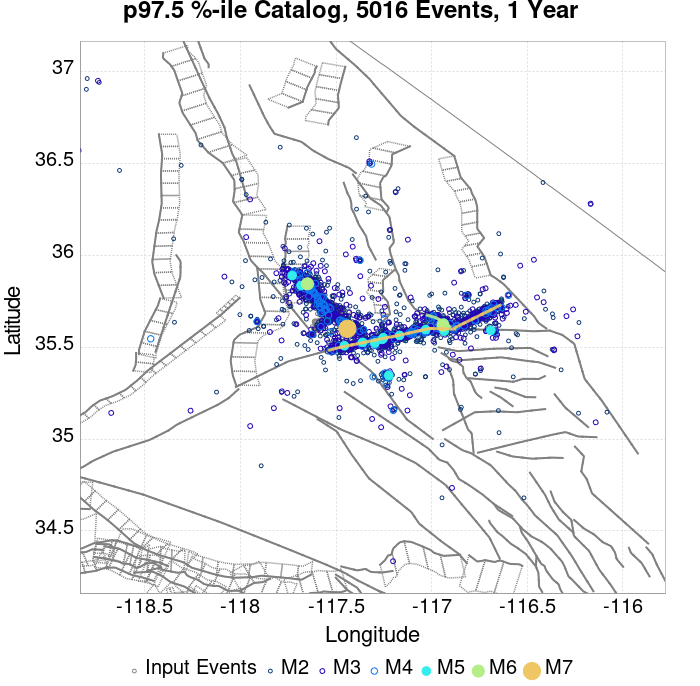 p97.5 %-ile Catalog, 5016 Events, 1 Year
37
36.5
36
35.5
35
34.5
Latitude
-118.5 -118 -117.5 -117 -116.5 -116
Longitude
Input Events M2 M3 M4 M5 M6 M7